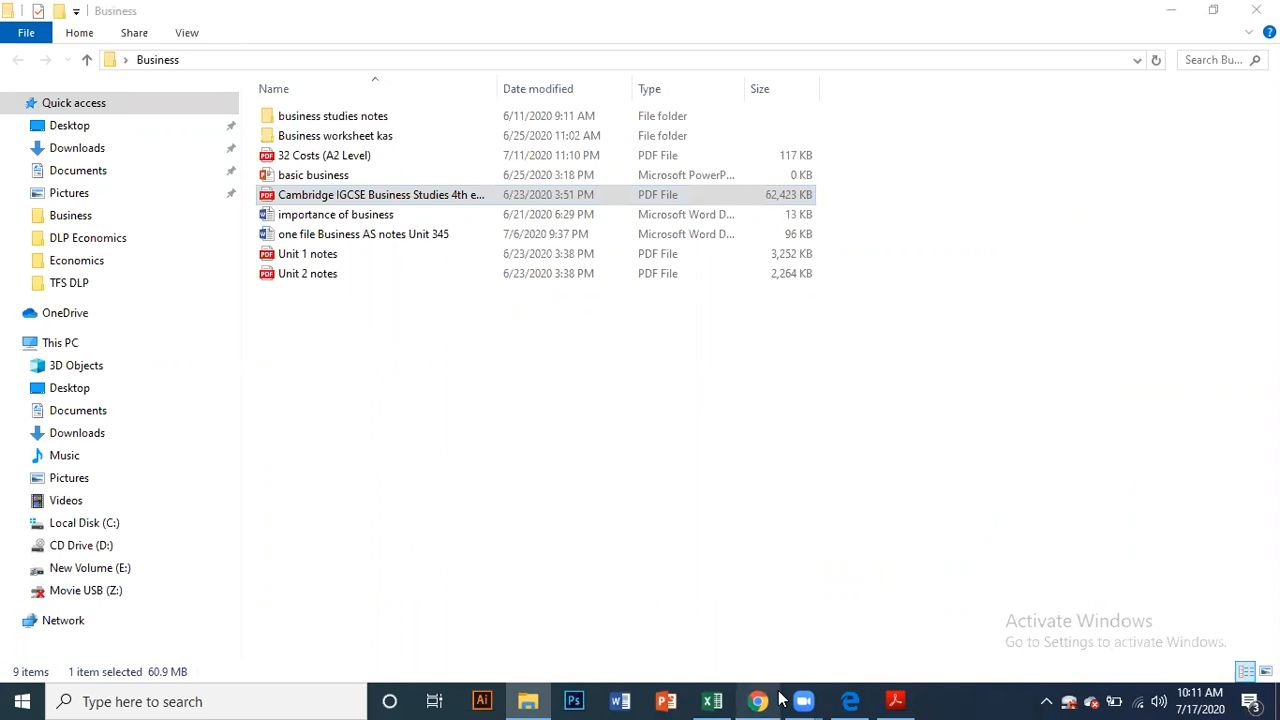 Business
File Home Share View
Business Search Bu...
Name Date modified Type Size
Quick access
Desktop
Downloads
Documents
Pictures
Business
DLP Economics
Economics
TFS DLP
OneDrive
This PC
3D Objects
Desktop
Documents
Downloads
Music
Pictures
Videos
Local Disk (C:)
CD Drive (D:)
New Volume (E:)
Movie USB (Z:)
Network
business studies notes 6/11/2020 9:11 AM File folder
Business worksheet kas 6/25/2020 11:02 AM File folder
32 Costs (A2 Level) 7/11/2020 11:10 PM PDF File 117 KB
basic business 6/25/2020 3:18 PM Microsoft PowerP... 0 KB
Cambridge IGCSE Business Studies 4th e... 6/23/2020 3:51 PM PDF File 62,423 KB
importance of business 6/21/2020 6:29 PM Microsoft Word D... 13 KB
one file Business AS notes Unit 345 7/6/2020 9:37 PM Microsoft Word D... 96 KB
Unit 1 notes 6/23/2020 3:38 PM PDF File 3,252 KB
Unit 2 notes 6/23/2020 3:38 PM PDF File 2,264 KB
Activate Windows
Go to Settings to activate Windows.
9 items 1 item selected 60.9 MB
Type here to search
10:11 AM
7/17/2020
3